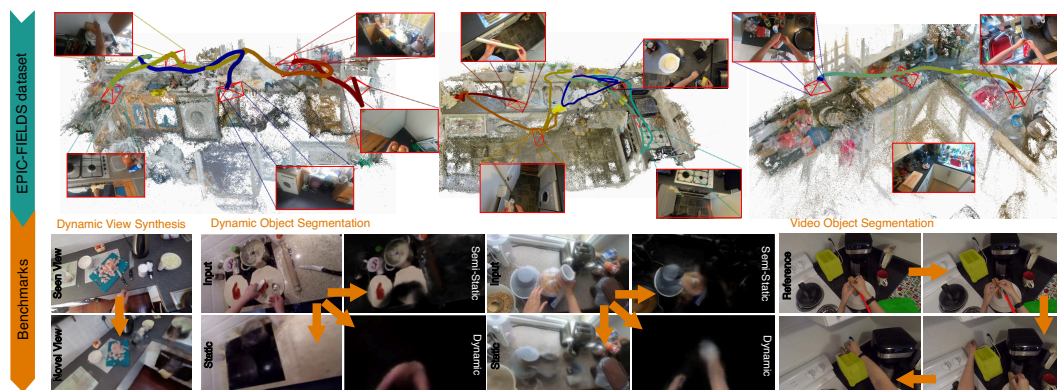 EPIC-FIELDS dataset
Benchmarks
Dynamic View Synthesis
Dynamic Object Segmentation
Video Object Segmentation
Seen View
Input
Semi-Static
Input
Semi-Static
Reference
Novel View
Static
Dynamic
Static
Dynamic